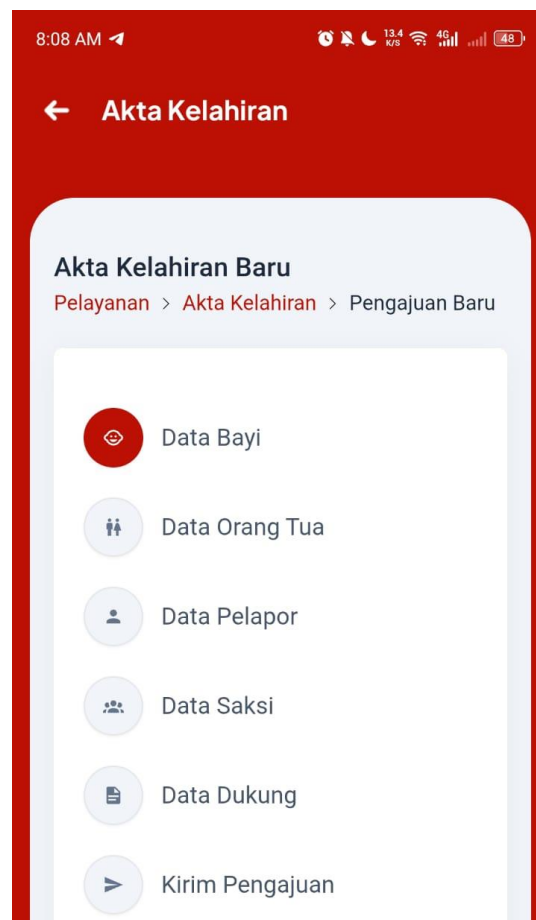 8:08 AM 13.4 K/S 4G 48
Akta Kelahiran
Akta Kelahiran Baru
Pelayanan > Akta Kelahiran > Pengajuan Baru
Data Bayi
Data Orang Tua
Data Pelapor
Data Saksi
Data Dukung
Kirim Pengajuan